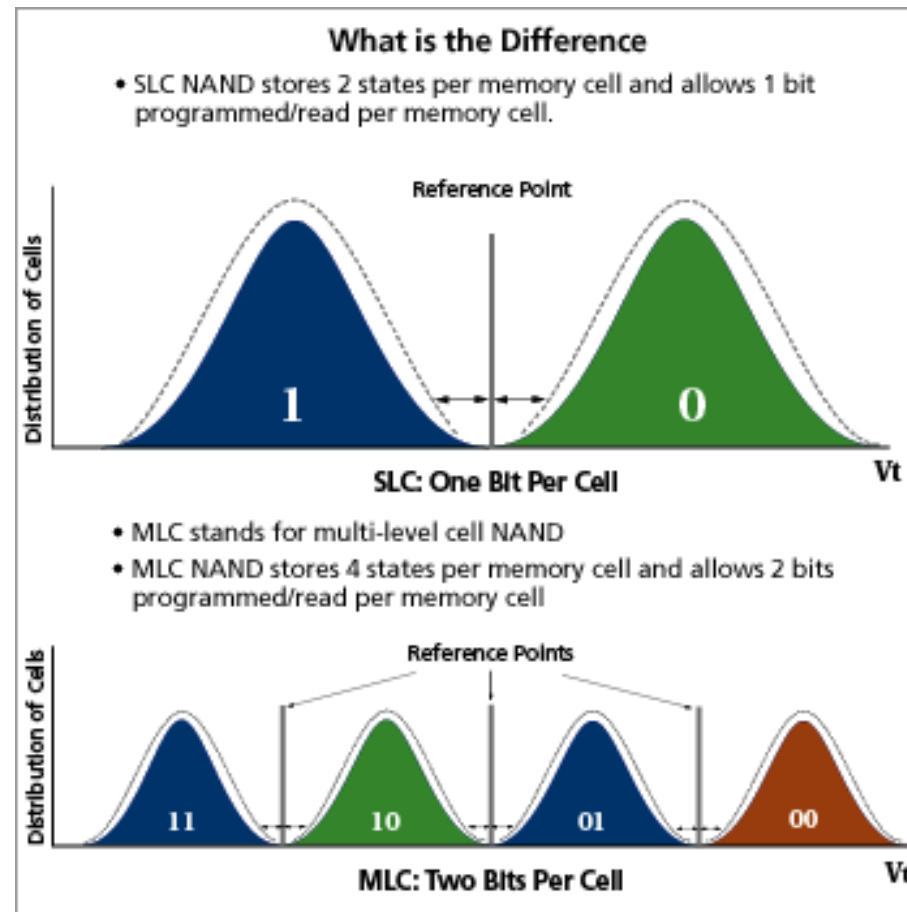 What is the Difference
• SLC NAND stores 2 states per memory cell and allows 1 bit
programmed/read per memory cell.
Reference Point
Distribution of Cells
1
0
Vt
SLC: One Bit Per Cell
• MLC stands for multi-level cell NAND
• MLC NAND stores 4 states per memory cell and allows 2 bits
programmed/read per memory cell
Reference Points
Distribution of Cells
11
10
01
00
Vt
MLC: Two Bits Per Cell